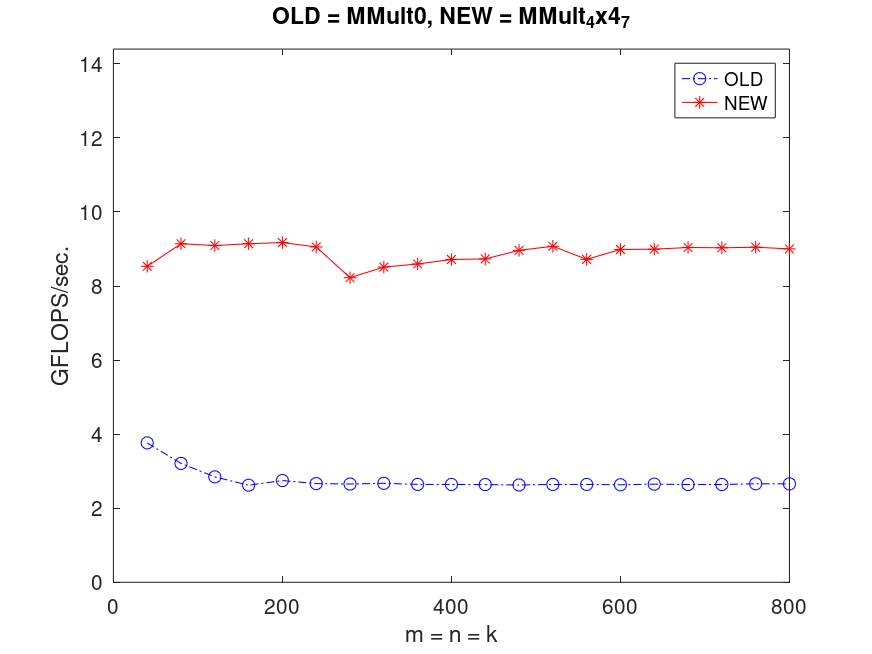 OLD = MMult0, NEW = MMult₄x4₇
14
12
10
8
6
4
2
0
GFLOPS/sec.
OLD
NEW
0 200 400 600 800
m = n = k